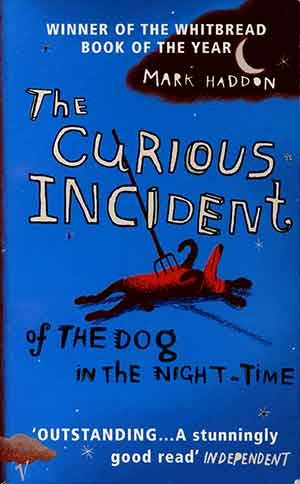 WINNER OF THE WHITBREAD
BOOK OF THE YEAR
MARK HADDON
The
CURIOUS
INCIDENT
of THE DOg
IN The NIGHT-TIME
'OUTSTANDING...A stunningly
good read' INDEPENDENT